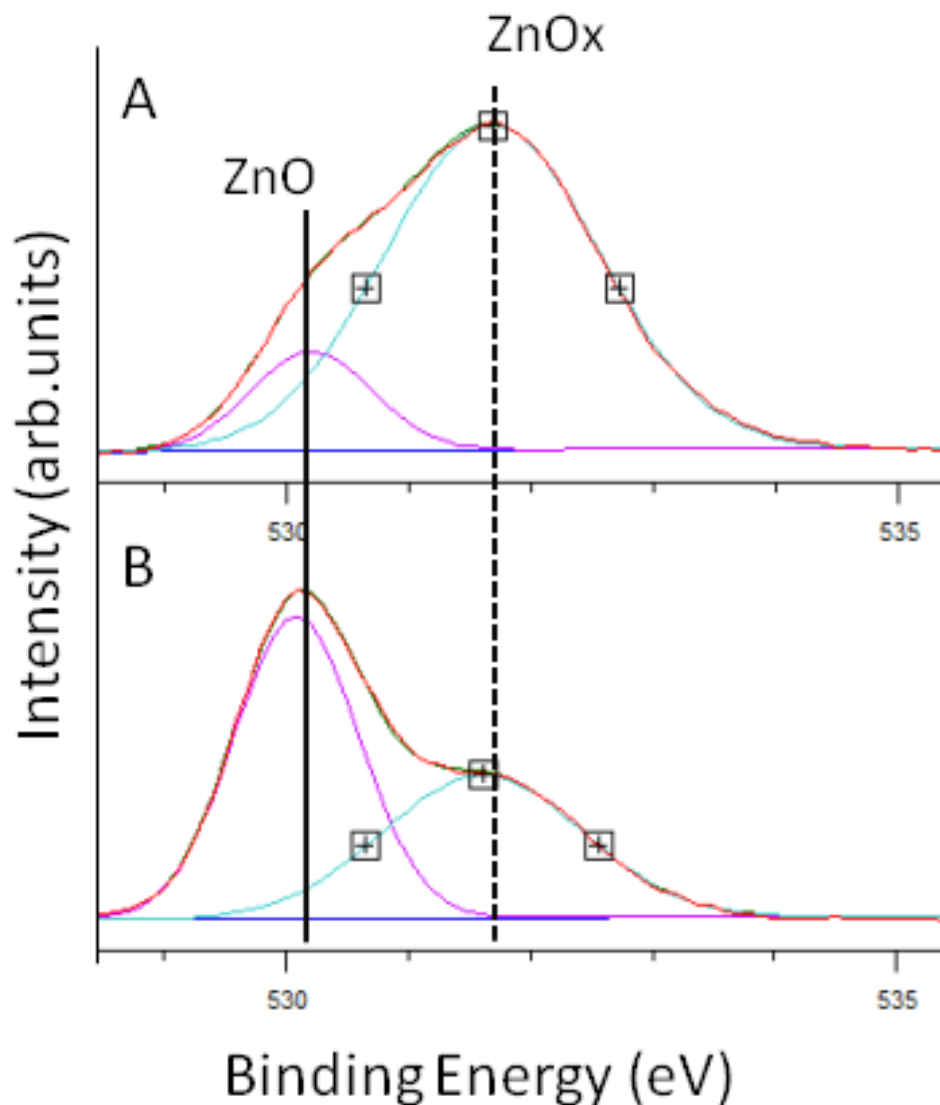 ZnOx
A
ZnO
530
535
B
530
535
Intensity (arb.units)
Binding Energy (eV)